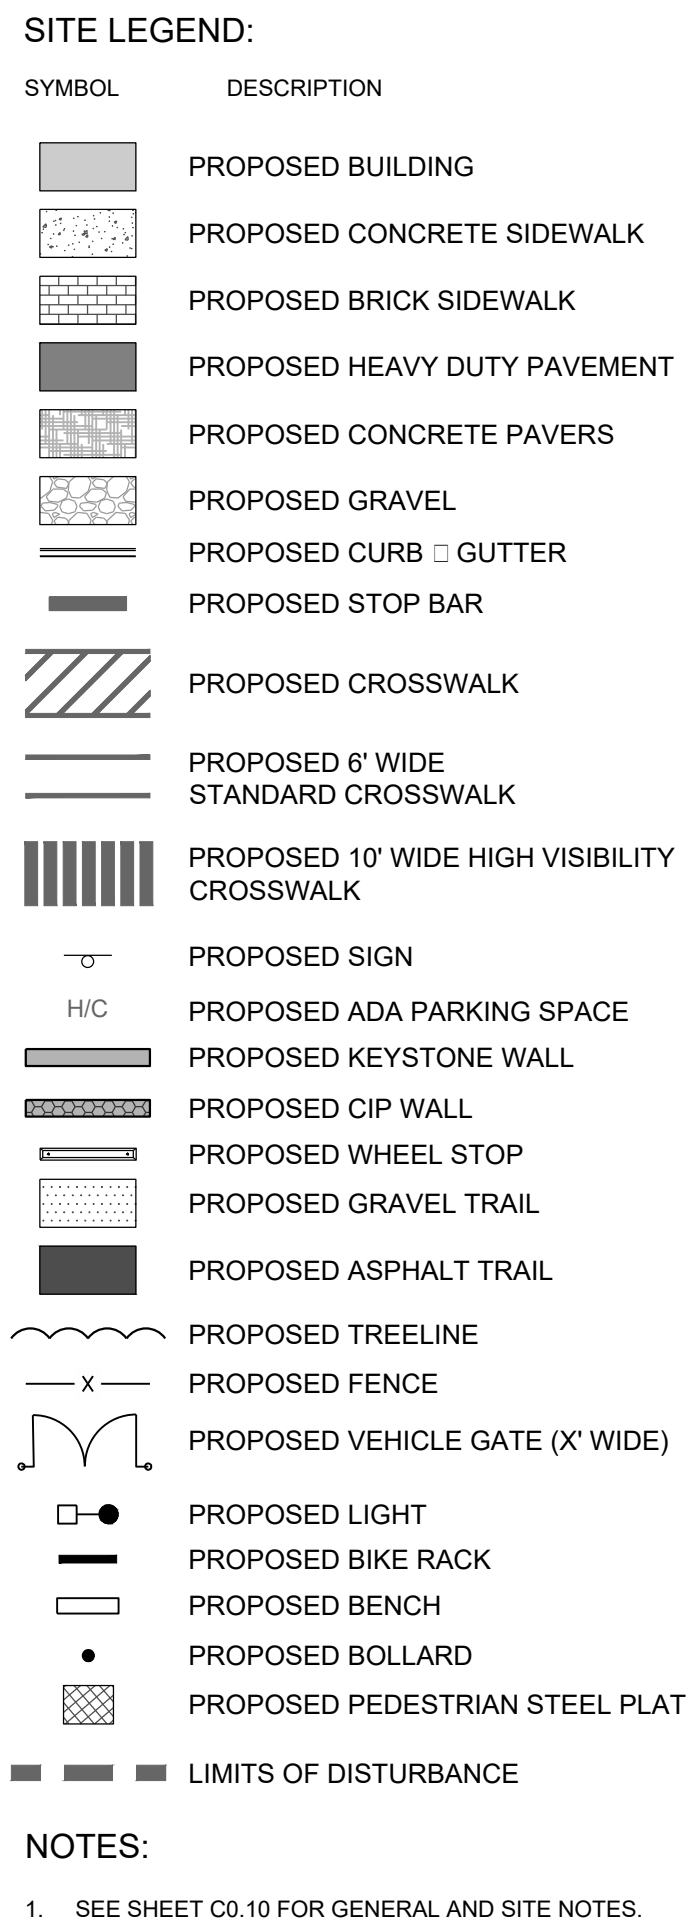 SITE LEGEND:
SYMBOL DESCRIPTION
PROPOSED BUILDING
PROPOSED CONCRETE SIDEWALK
PROPOSED BRICK SIDEWALK
PROPOSED HEAVY DUTY PAVEMENT
PROPOSED CONCRETE PAVERS
PROPOSED GRAVEL
PROPOSED CURB □ GUTTER
PROPOSED STOP BAR
PROPOSED CROSSWALK
PROPOSED 6' WIDE
STANDARD CROSSWALK
PROPOSED 10' WIDE HIGH VISIBILITY
CROSSWALK
PROPOSED SIGN
H/C PROPOSED ADA PARKING SPACE
PROPOSED KEYSTONE WALL
PROPOSED CIP WALL
PROPOSED WHEEL STOP
PROPOSED GRAVEL TRAIL
PROPOSED ASPHALT TRAIL
PROPOSED TREELINE
X PROPOSED FENCE
PROPOSED VEHICLE GATE (X' WIDE)
PROPOSED LIGHT
PROPOSED BIKE RACK
PROPOSED BENCH
PROPOSED BOLLARD
PROPOSED PEDESTRIAN STEEL PLAT
LIMITS OF DISTURBANCE
NOTES:
1. SEE SHEET C0.10 FOR GENERAL AND SITE NOTES.